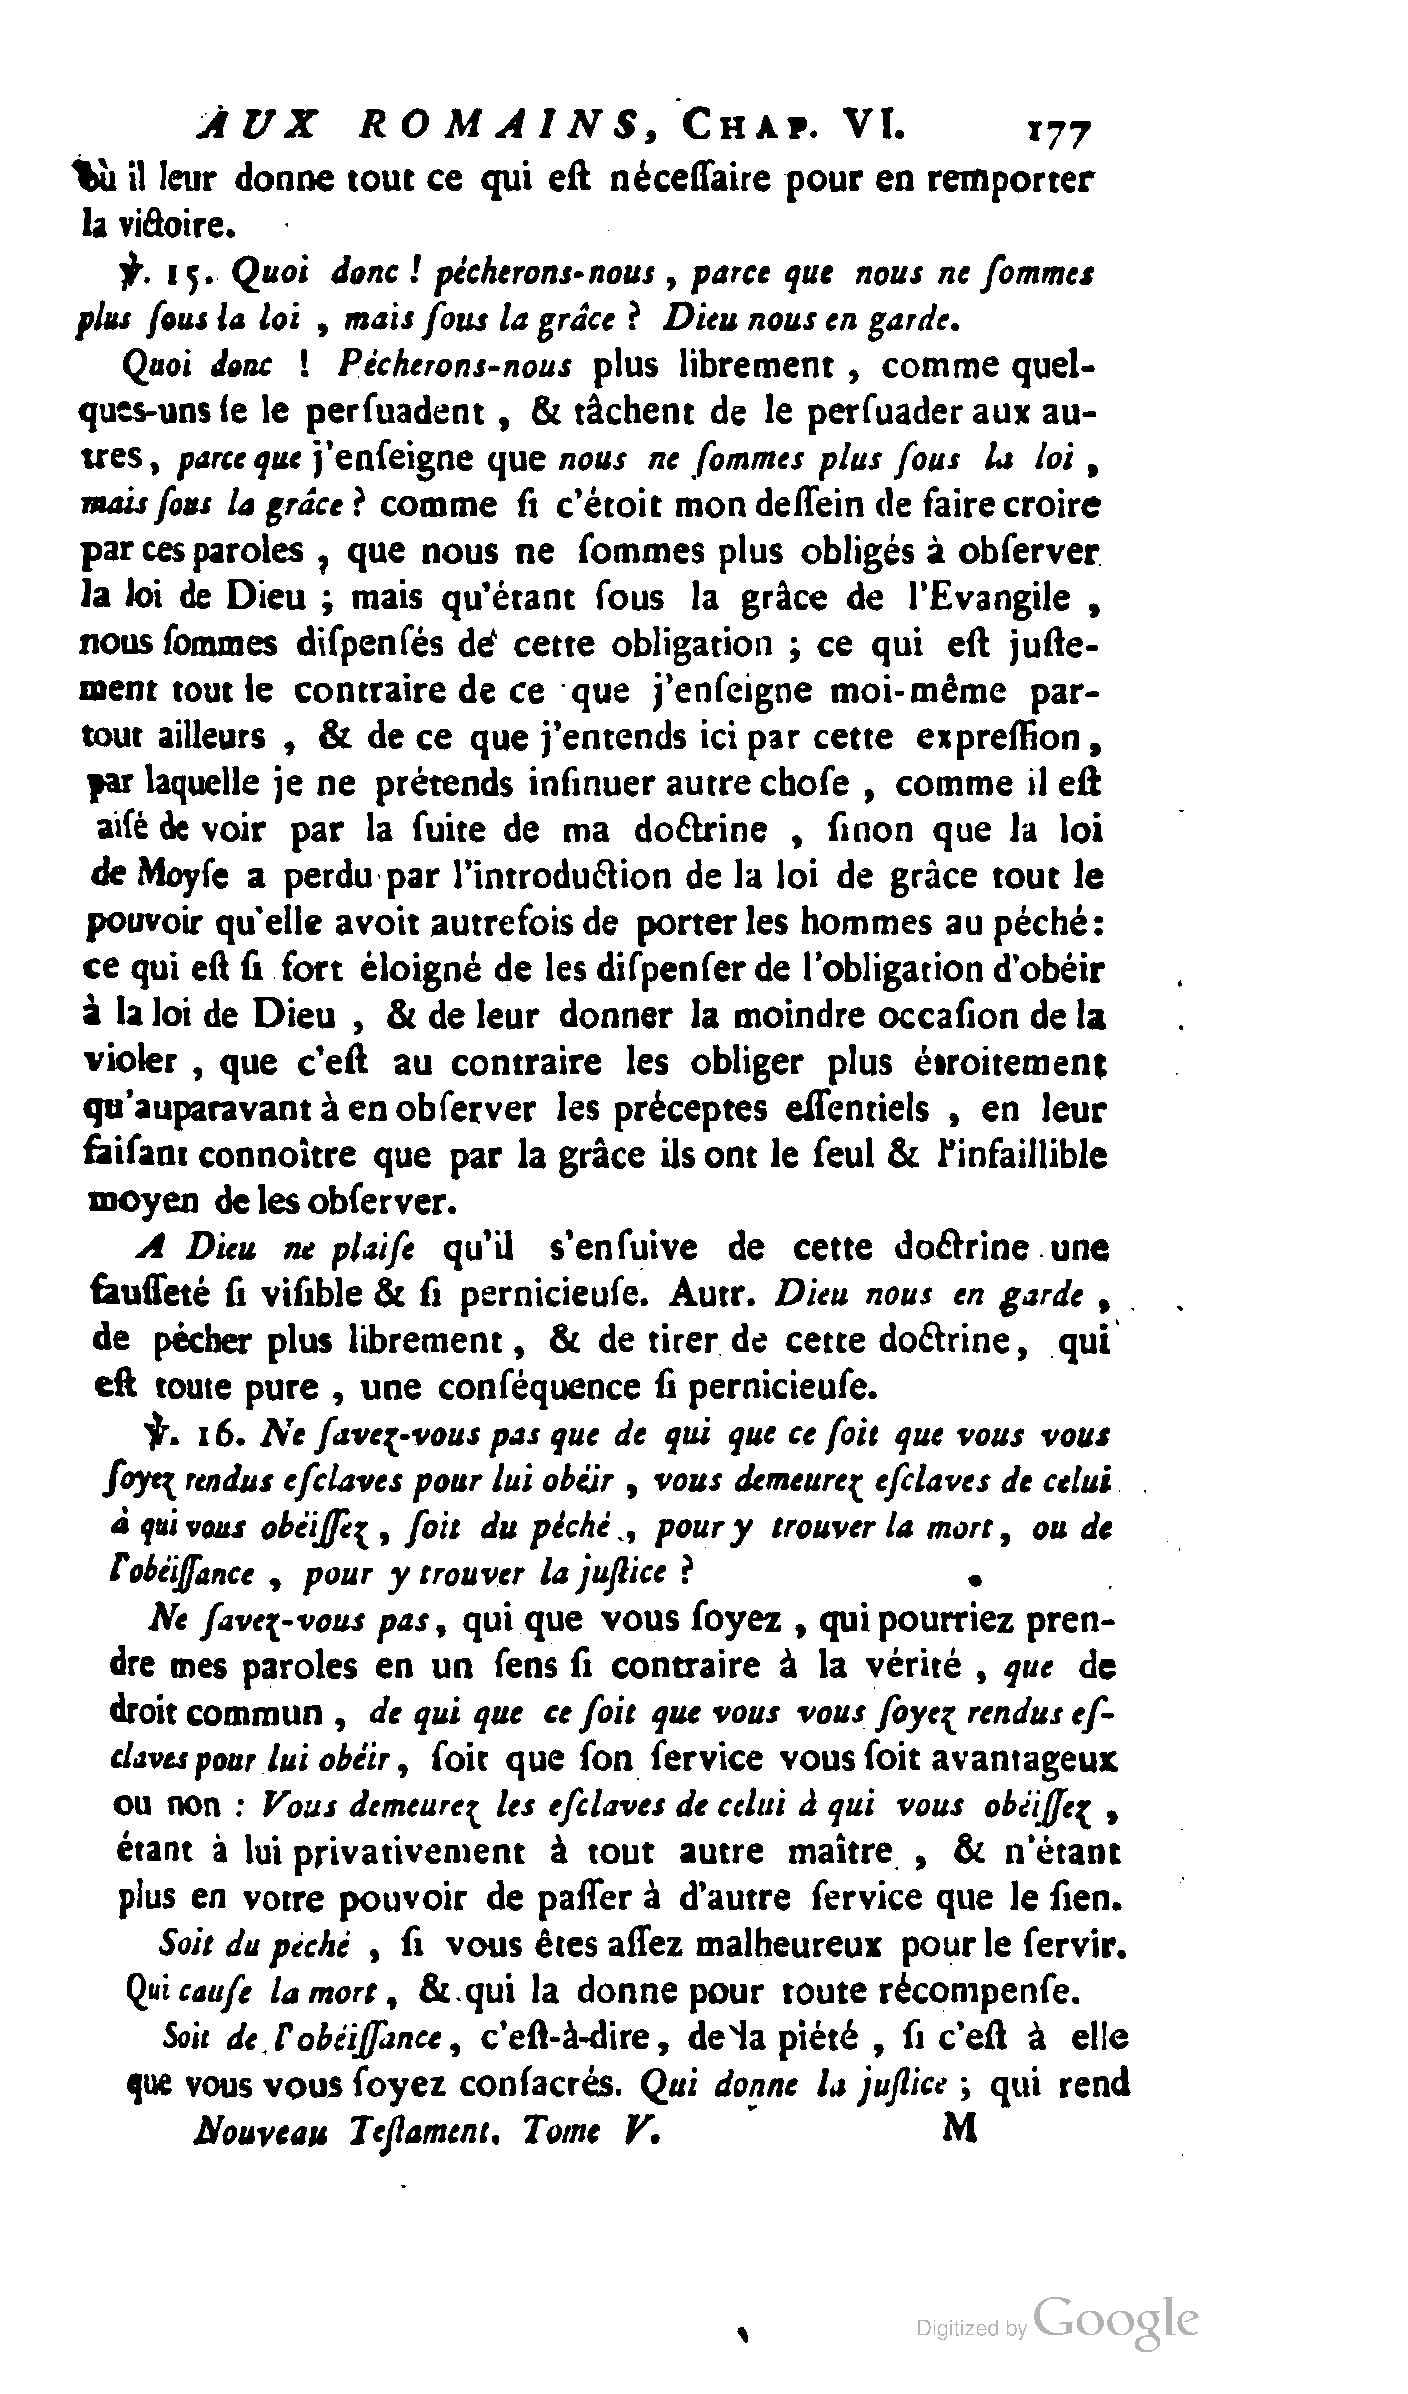 AUX ROMAINS, CHAP. VI. 177
où il leur donne tout ce qui eſt néceſſaire pour en remporter
la victoire.
℣. 15. Quoi donc ! pécherons-nous , parce que nous ne ſommes
plus ſous la loi , mais ſous la grâce ? Dieu nous en garde.
Quoi donc ! Pécherons-nous plus librement , comme quel-
ques-uns ſe le perſuadent , & tâchent de le perſuader aux au-
tres, parce que j'enſeigne que nous ne ſommes plus ſous la loi ,
mais ſous la grâce ? comme ſi c'étoit mon deſſein de faire croire
par ces paroles , que nous ne ſommes plus obligés à obſerver
la loi de Dieu ; mais qu'étant ſous la grâce de l'Evangile ,
nous ſommes diſpenſés de cette obligation ; ce qui eſt juſte-
ment tout le contraire de ce que j'enſeigne moi-même par-
tout ailleurs , & de ce que j'entends ici par cette expreſſion ,
par laquelle je ne prétends inſinuer autre choſe , comme il eſt
aiſé de voir par la ſuite de ma doctrine , ſinon que la loi
de Moyſe a perdu par l'introduction de la loi de grâce tout le
pouvoir qu'elle avoit autrefois de porter les hommes au péché:
ce qui eſt ſi fort éloigné de les diſpenſer de l'obligation d'obéir
à la loi de Dieu , & de leur donner la moindre occaſion de la
violer , que c'eſt au contraire les obliger plus étroitement
qu'auparavant à en obſerver les préceptes eſſentiels , en leur
faiſant connoître que par la grâce ils ont le ſeul & l'infaillible
moyen de les obſerver.
A Dieu ne plaiſe qu'il s'enſuive de cette doctrine une
fauſſeté ſi viſible & ſi pernicieuſe. Autr. Dieu nous en garde ,
de pécher plus librement , & de tirer de cette doctrine, qui
eſt toute pure , une conſéquence ſi pernicieuſe.
℣. 16. Ne ſavez-vous pas que de qui que ce ſoit que vous vous
ſoyez rendus eſclaves pour lui obéir , vous demeurez eſclaves de celui
à qui vous obéiſſez , ſoit du péché , pour y trouver la mort, ou de
l'obéiſſance , pour y trouver la juſtice ?
Ne ſavez-vous pas, qui que vous ſoyez , qui pourriez pren-
dre mes paroles en un ſens ſi contraire à la vérité , que de
droit commun , de qui que ce ſoit que vous vous ſoyez rendus eſ-
claves pour lui obéir, ſoit que ſon ſervice vous ſoit avantageux
ou non : Vous demeurez les eſclaves de celui à qui vous obéiſſez ,
étant à lui privativement à tout autre maître , & n'étant
plus en votre pouvoir de paſſer à d'autre ſervice que le ſien.
Soit du péché , ſi vous êtes aſſez malheureux pour le ſervir.
Qui cauſe la mort, & qui la donne pour toute récompenſe.
Soit de l'obéiſſance, c'eſt-à-dire, de la piété , ſi c'eſt à elle
que vous vous ſoyez conſacrés. Qui donne la juſtice ; qui rend
Nouveau Teſtament. Tome V. M
Digitized by Google